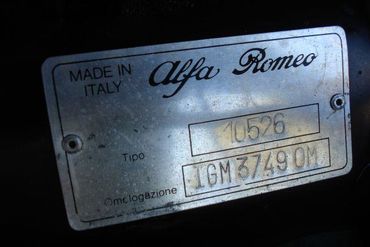 MADE IN
ITALY
Alfa Romeo
Tipo 10526
Omologazione IGM 3749 OM